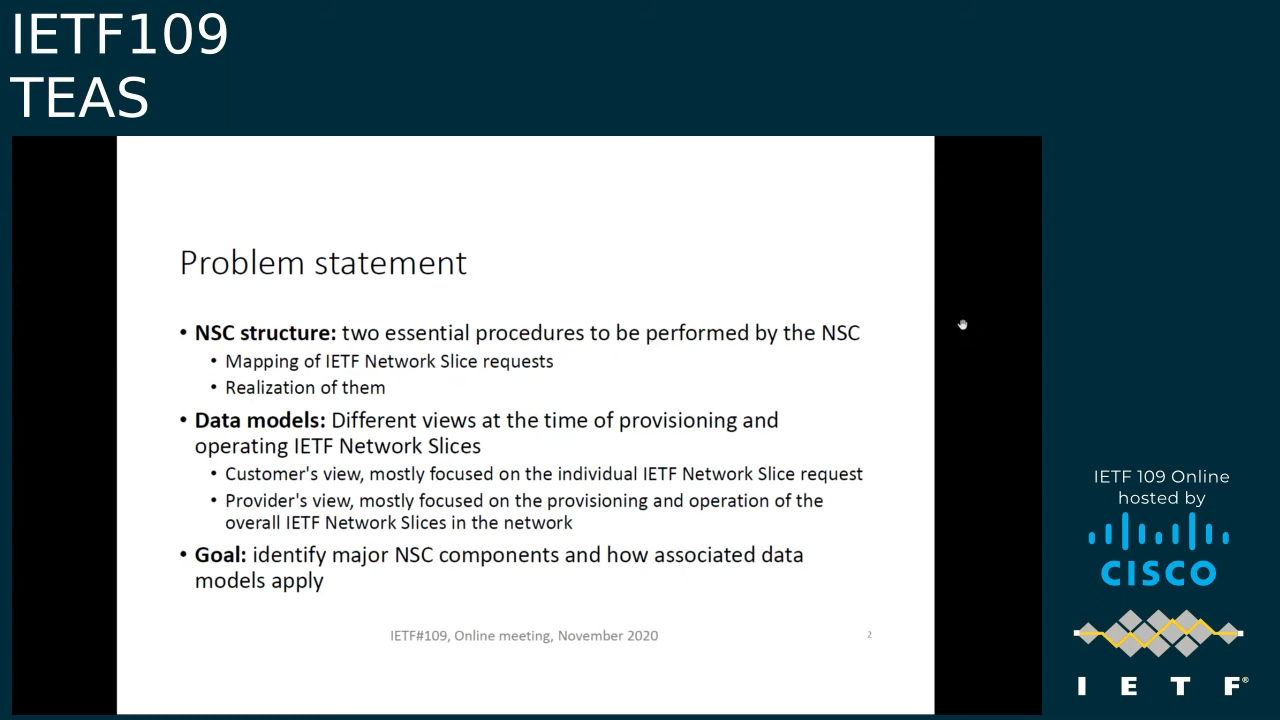 IETF109
TEAS
Problem statement
• NSC structure: two essential procedures to be performed by the NSC
• Mapping of IETF Network Slice requests
• Realization of them
• Data models: Different views at the time of provisioning and
operating IETF Network Slices
• Customer's view, mostly focused on the individual IETF Network Slice request
• Provider's view, mostly focused on the provisioning and operation of the
overall IETF Network Slices in the network
• Goal: identify major NSC components and how associated data
models apply
IETF#109, Online meeting, November 2020
2
IETF 109 Online
hosted by
CISCO
I E T F®